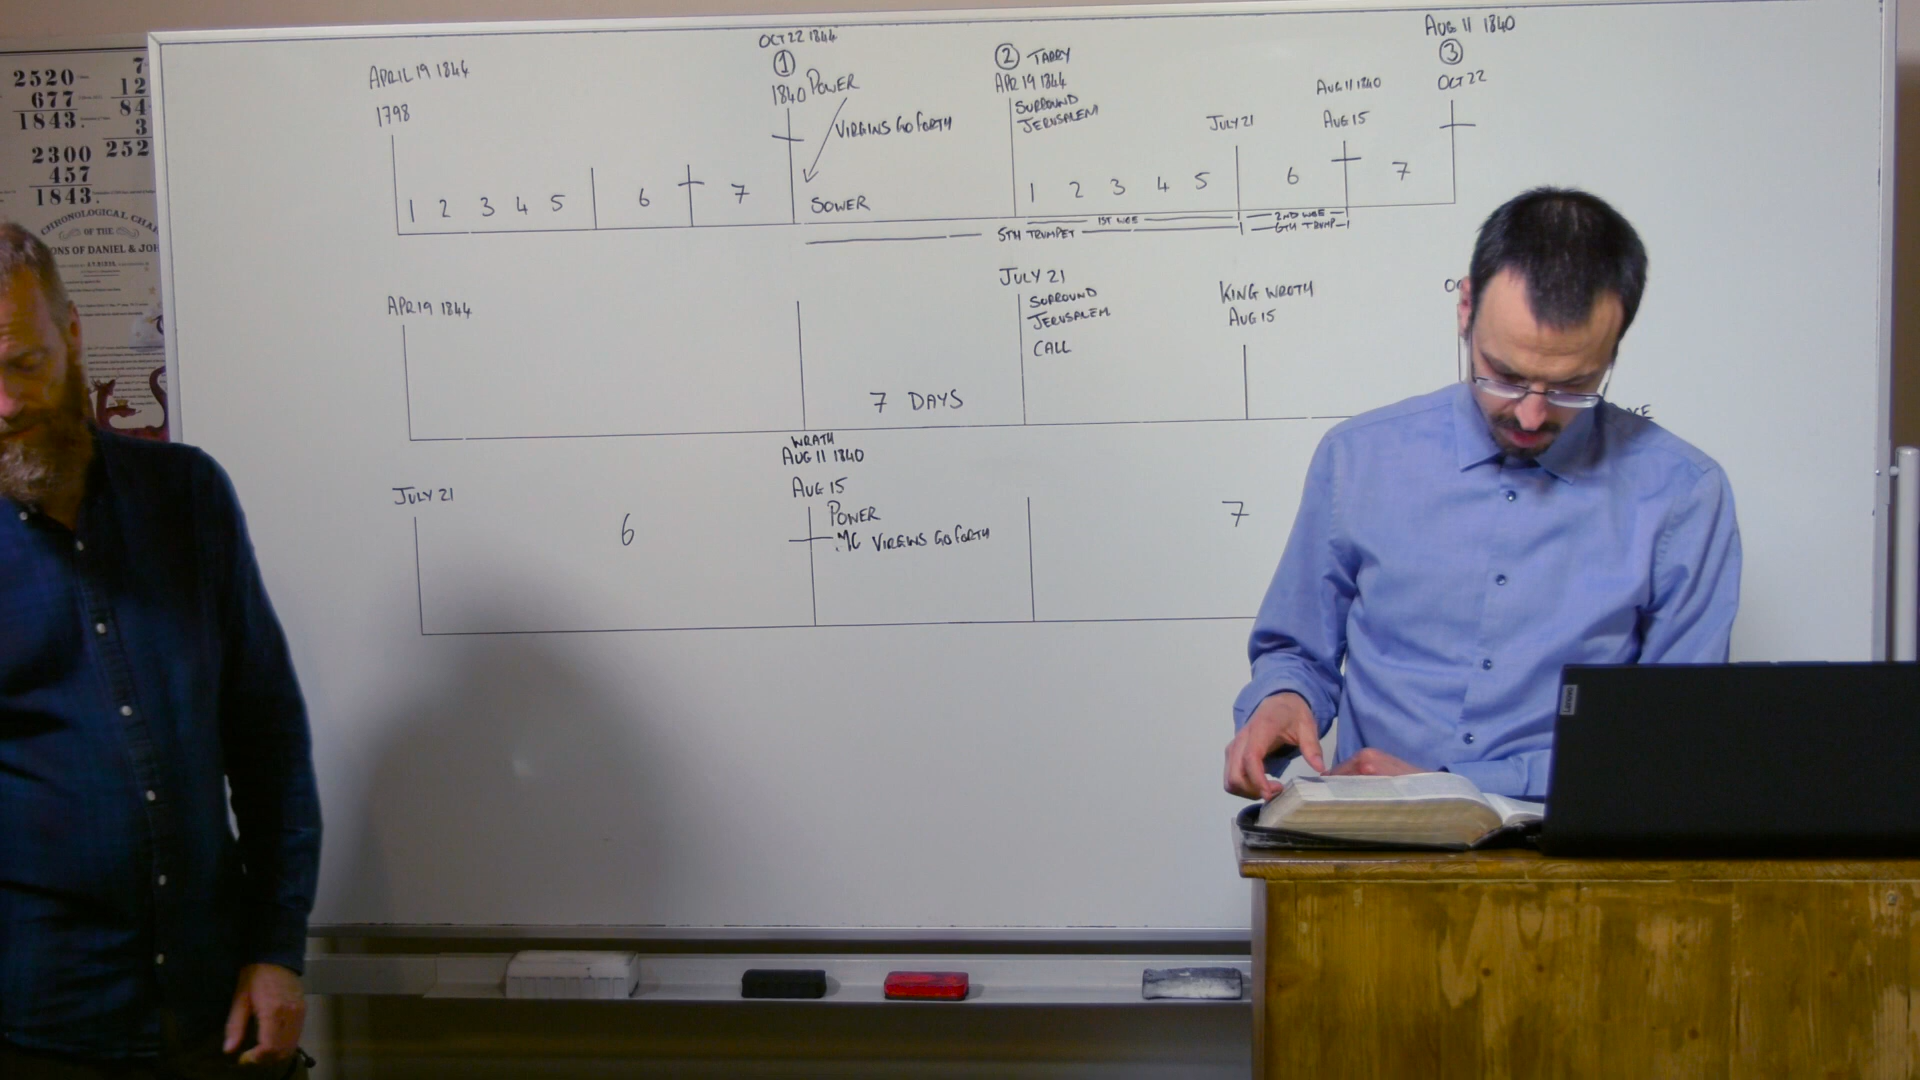 2520
677
1843.
7
12
84
3
252
2300
457
1843.
CHRONOLOGICAL CHA
OF THE
ONS OF DANIEL & JOH
APRIL 19 1844
1798
1 2 3 4 5
6
7
OCT 22 1844
1
1840 POWER
VIRGINS GO FORTH
SOWER
2 TARRY
APR 19 1844
SURROUND
JERUSALEM
1 2 3 4 5
JULY 21
6
AUG 11 1840
AUG 15
7
AUG 11 1840
3
OCT 22
1ST WOE
2ND WOE
5TH TRUMPET
6TH TRUMP
APR 19 1844
7 DAYS
JULY 21
SURROUND
JERUSALEM
CALL
KING WROTH
AUG 15
WRATH
AUG 11 1840
JULY 21
6
AUG 15
POWER
MC VIRGINS GO FORTH
7
Lenovo